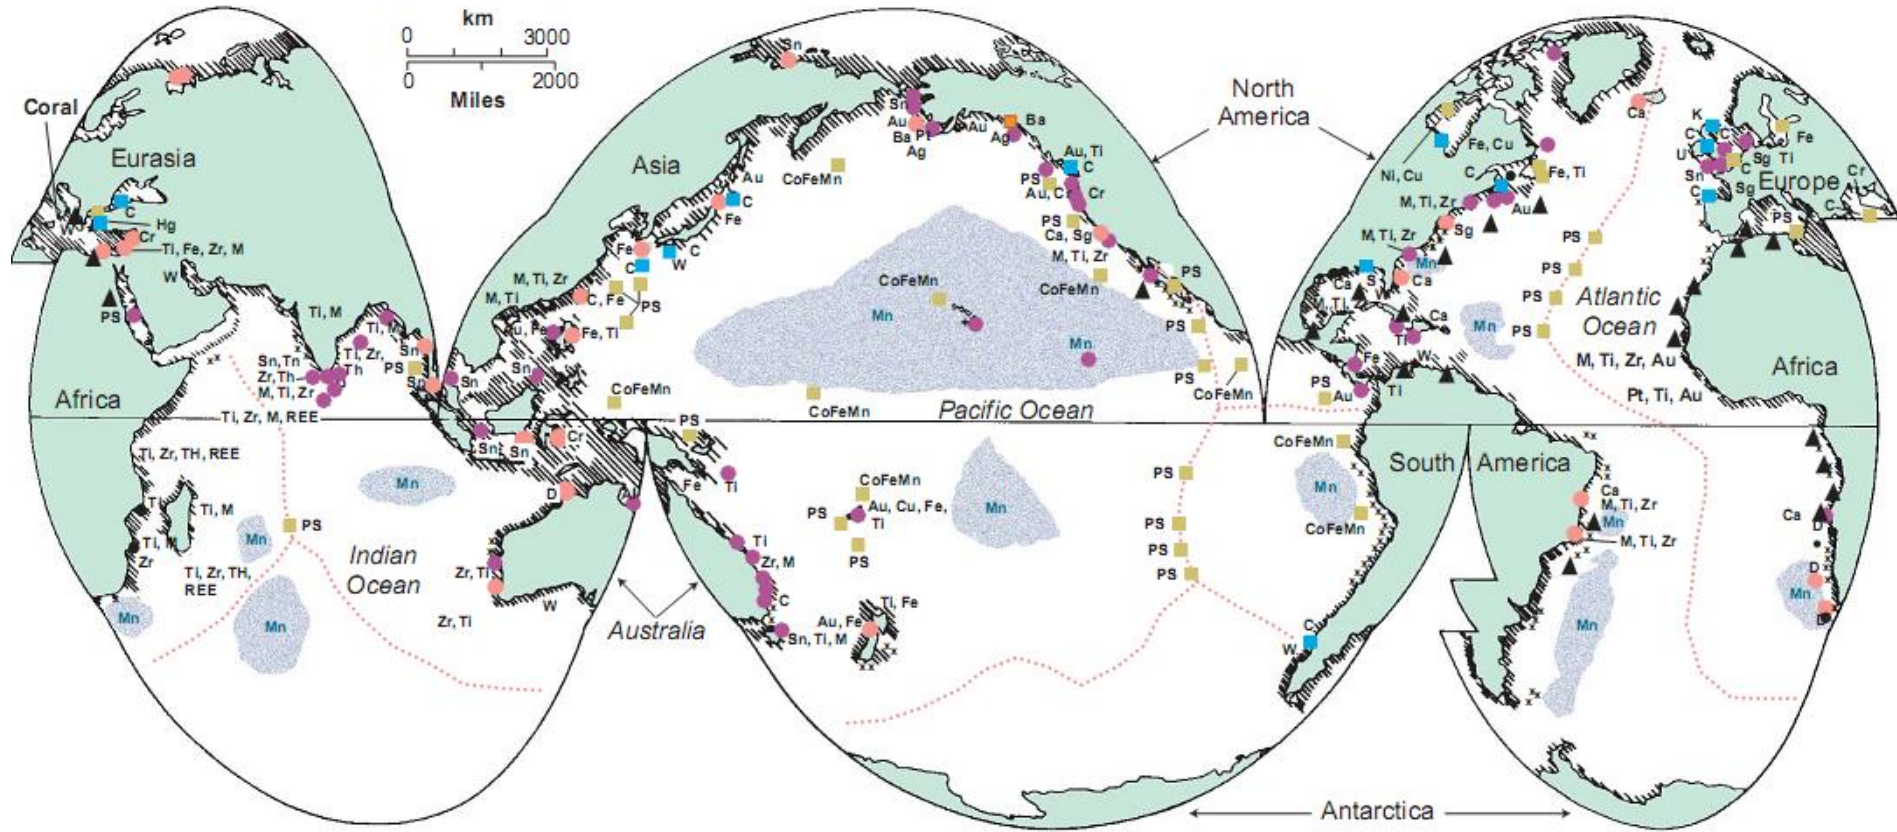 km
0 3000
0 2000
Miles
Coral
Eurasia
W
C
Hg
Cr
Ti, Fe, Zr, M
W
PS
Africa
Ti, M
Ti, M
Sn, Tn
Zr, Th
M, Ti, Zr
Ti, Zr,
Th
PS
Sn
Sn
Ti, Zr, M, REE
Ti, Zr, TH, REE
Ti
Ti, M
Ti, M
Zr
Mn
PS
Ti, Zr, TH,
REE
Mn
Mn
Mn
Indian
Ocean
Zr, Ti
Zr, Ti
W
D
Al
Australia
Asia
Sn
Sn
Au
Ba Pt
Ag
Au
Ag
Ba
CoFeMn
Au
C
Fe
Fe
C
W
C
M, Ti, Zr
M, Ti
C, Fe
PS
Au, Fe
Fe, Ti
Sn
Sn
CoFeMn
Sn
Sn
Cr
PS
Fe
Ti
Au, Ti
C
PS
Au, Cr
Cr
PS
Ca, Sg
M, Ti, Zr
CoFeMn
PS
CoFeMn
Mn
Mn
PS
PS
CoFeMn
CoFeMn
Pacific Ocean
CoFeMn
Au, Cu, Fe,
Ti
PS
PS
Mn
Ti
Zr, M
C
Sn, Ti, M
Au, Fe
Ti, Fe
PS
PS
PS
PS
CoFeMn
Mn
CoFeMn
C
W
South America
North
America
Ni, Cu
Fe, Cu
C
Fe, Ti
M, Ti, Zr
Au
Sg
M, Ti, Zr
Mn
Ca
S
W
Ca
M, Ti, Zr
Ca
Ti
Fe
W
Ti
PS
Au
Mn
Ca
PS
PS
PS
PS
Atlantic
Ocean
M, Ti, Zr, Au
Pt, Ti, Au
Africa
K
C
C
U
Sn
C
C
Sg
Sg
Ti
Fe
Europe
Cr
C
PS
Ca
M, Ti, Zr
Mn
M, Ti, Zr
Mn
Ca
D
D
Mn
D
Antarctica